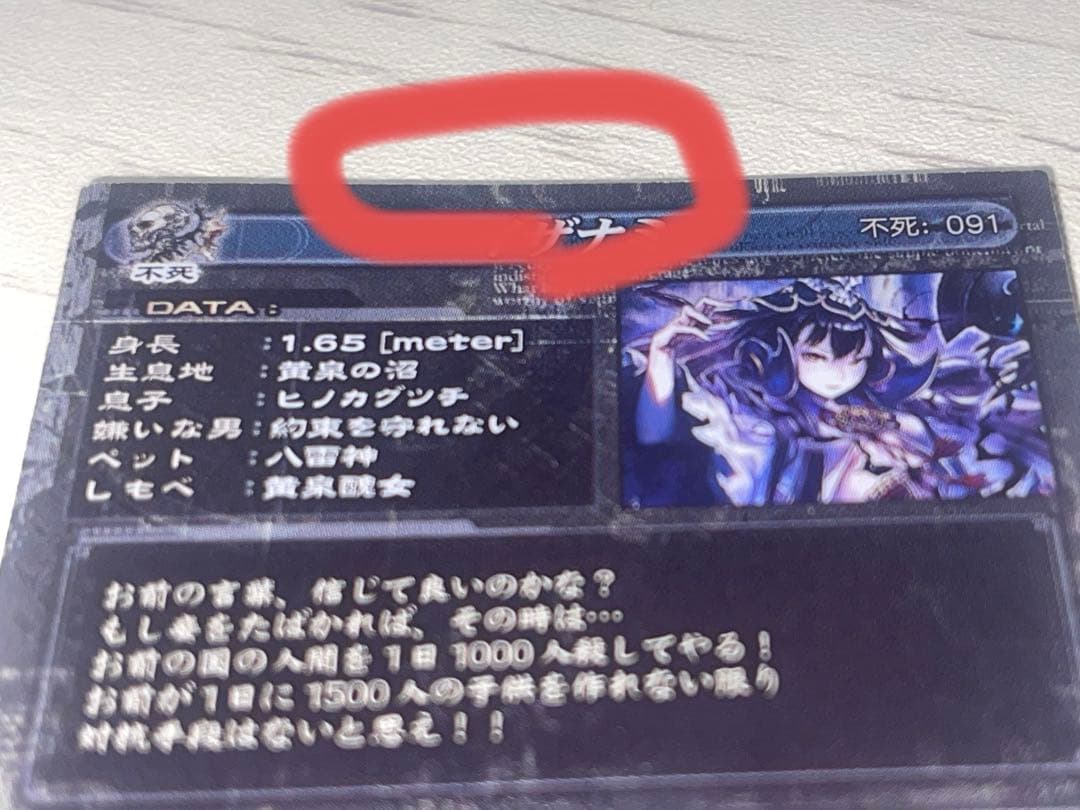 ザナ
不死：091
不死
DATA :
身長 : 1.65 [meter]
生息地 : 黄泉の沼
息子 : ヒノカグツチ
嫌いな男 : 約束を守れない
ペット : 八雷神
しもべ : 黄泉醜女
お前の言葉、信じて良いのかな？
もし妾をたばかれば、その時は…
お前の国の人間を1日1000人殺してやる！
お前が1日に1500人の子供を作れない限り
対抗手段はないと思え！！